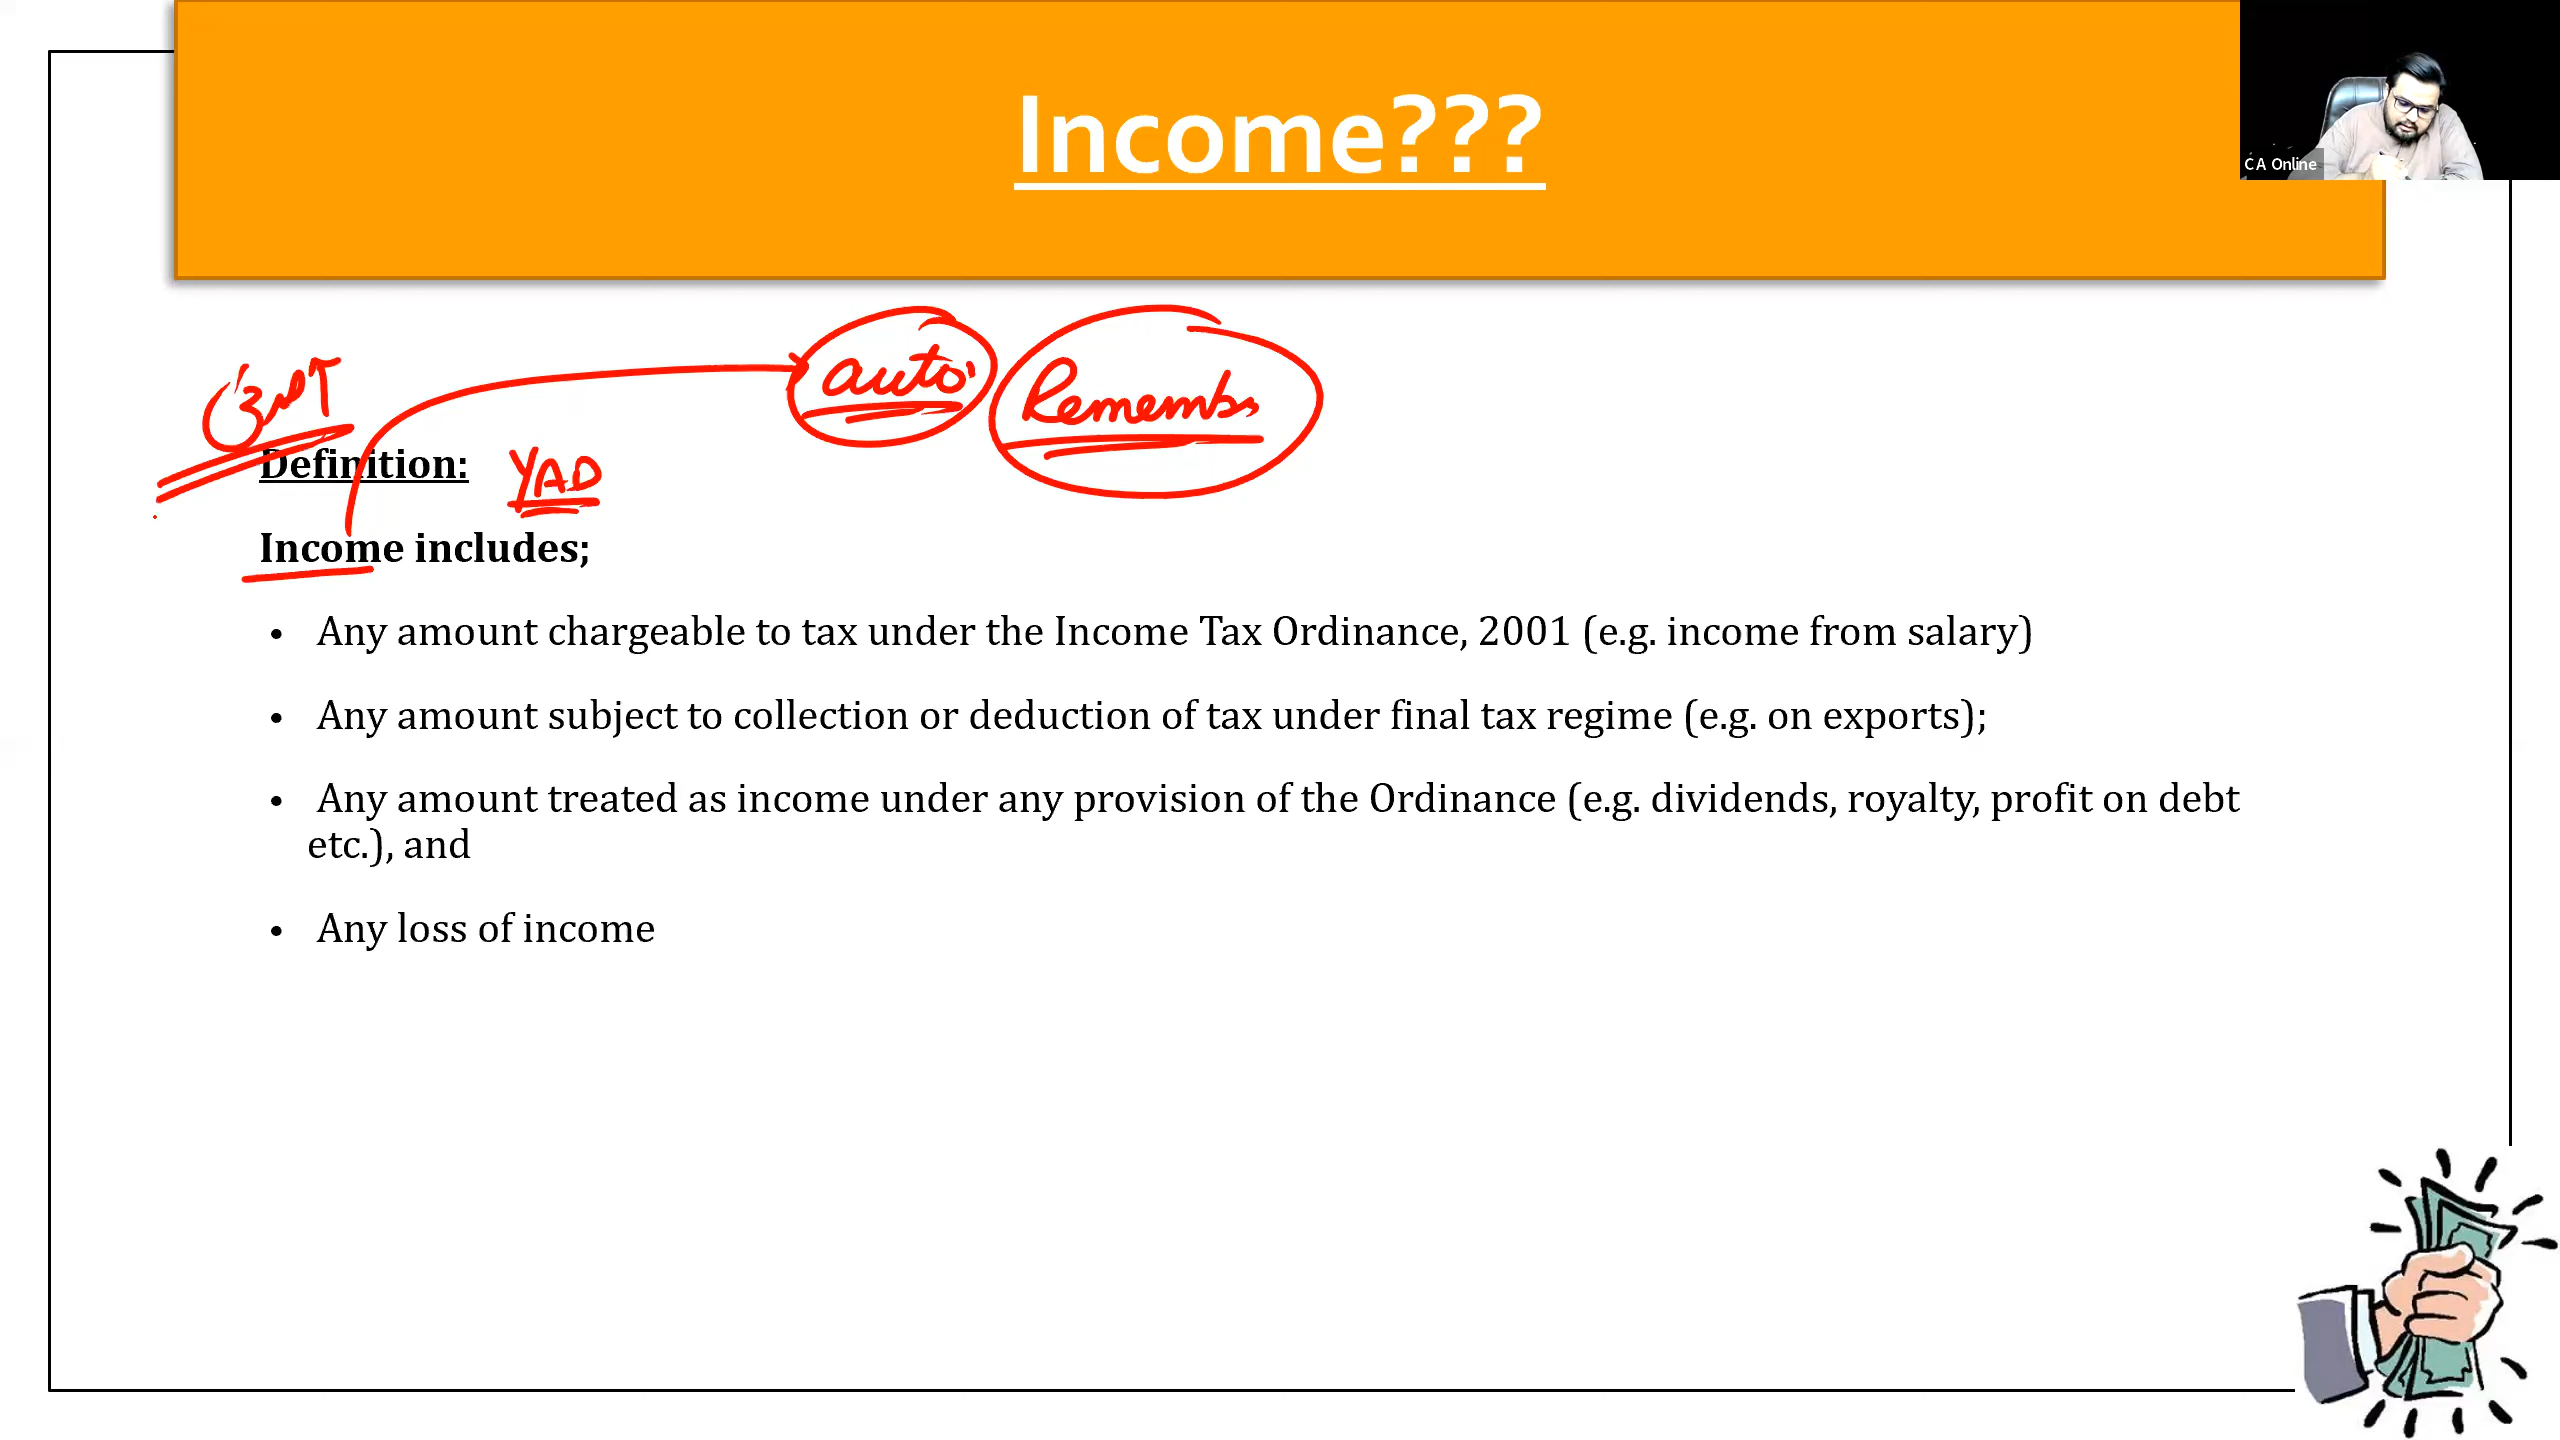 Income???
C A Online
auto
Remember
Definition:
YAD
Income includes;
• Any amount chargeable to tax under the Income Tax Ordinance, 2001 (e.g. income from salary)
• Any amount subject to collection or deduction of tax under final tax regime (e.g. on exports);
• Any amount treated as income under any provision of the Ordinance (e.g. dividends, royalty, profit on debt
etc.), and
• Any loss of income